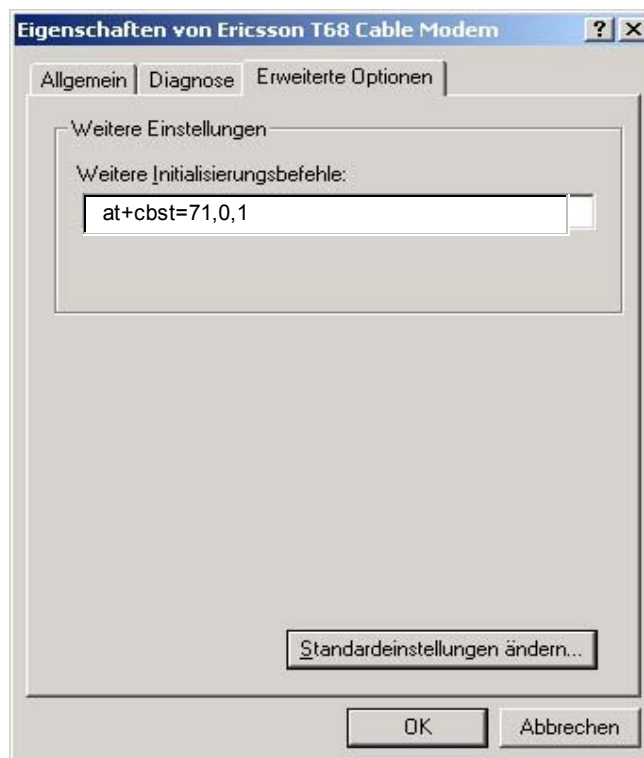 Eigenschaften von Ericsson T68 Cable Modem
Allgemein Diagnose Erweiterte Optionen
Weitere Einstellungen
Weitere Initialisierungsbefehle:
at+cbst=71,0,1
Standardeinstellungen ändern...
OK Abbrechen